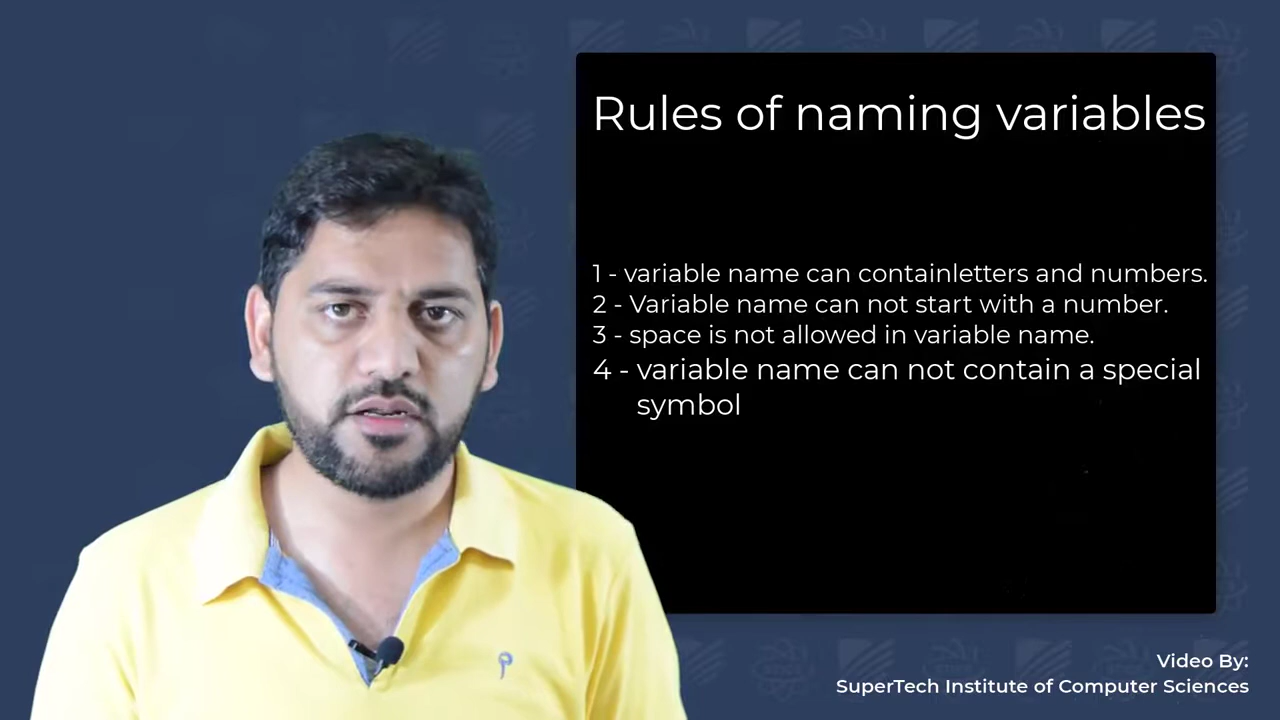 Rules of naming variables
1 - variable name can containletters and numbers.
2 - Variable name can not start with a number.
3 - space is not allowed in variable name.
4 - variable name can not contain a special
symbol
Video By:
SuperTech Institute of Computer Sciences